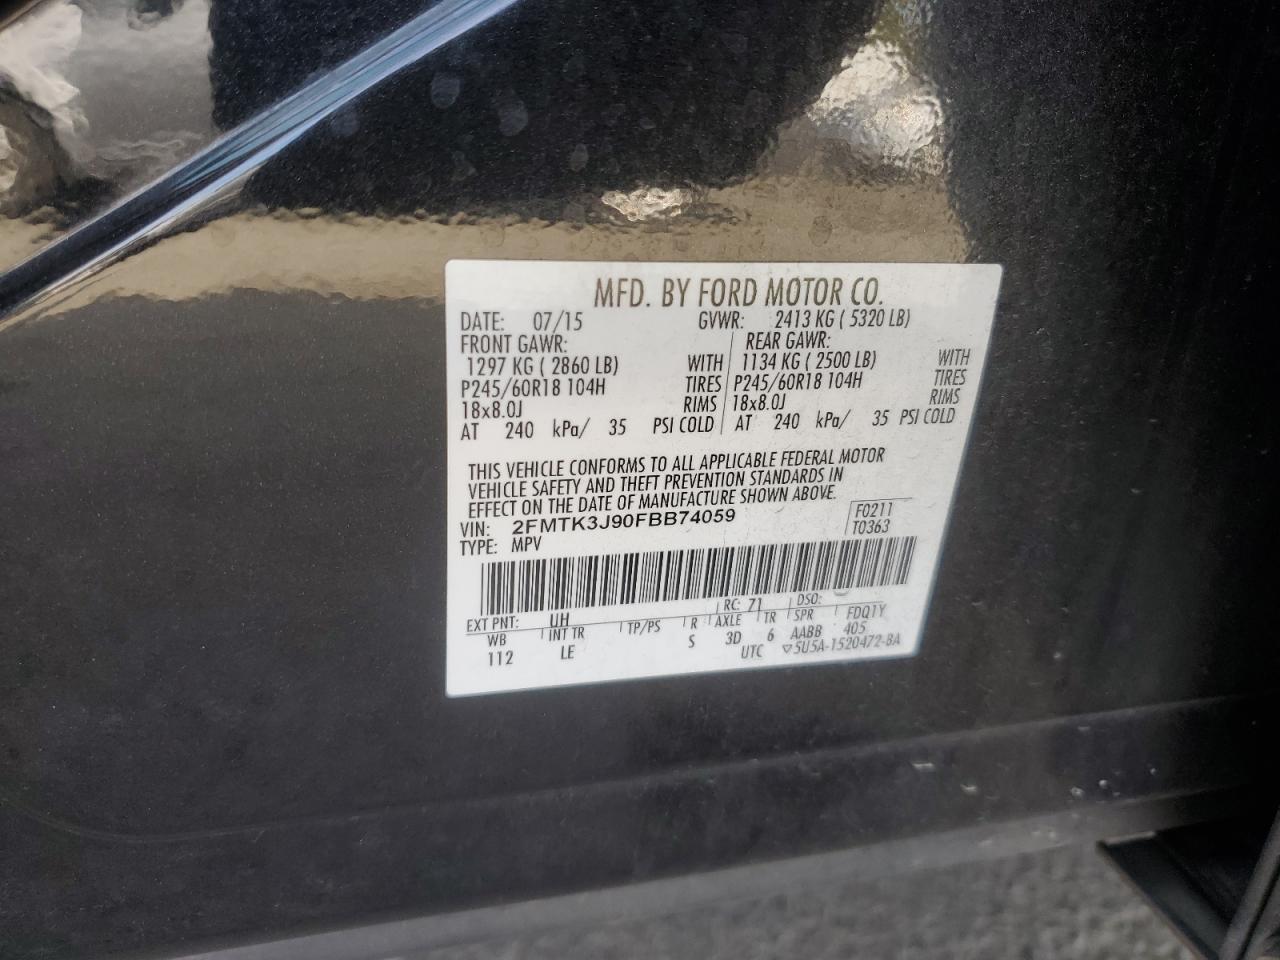 MFD. BY FORD MOTOR CO.
DATE: 07/15 GVWR: 2413 KG ( 5320 LB)
FRONT GAWR: REAR GAWR:
1297 KG ( 2860 LB) WITH 1134 KG ( 2500 LB) WITH
P245/60R18 104H TIRES P245/60R18 104H TIRES
18x8.0J RIMS 18x8.0J RIMS
AT 240 kPa/ 35 PSI COLD AT 240 kPa/ 35 PSI COLD
THIS VEHICLE CONFORMS TO ALL APPLICABLE FEDERAL MOTOR
VEHICLE SAFETY AND THEFT PREVENTION STANDARDS IN
EFFECT ON THE DATE OF MANUFACTURE SHOWN ABOVE.
VIN: 2FMTK3J90FBB74059 F0211
TYPE: MPV T0363
EXT PNT: UH RC: 71 DSO: FDQ1Y
WB INT TR TP/PS R AXLE TR SPR 405
112 LE S 3D 6 AABB
UTC ▽5U5A-1520472-BA